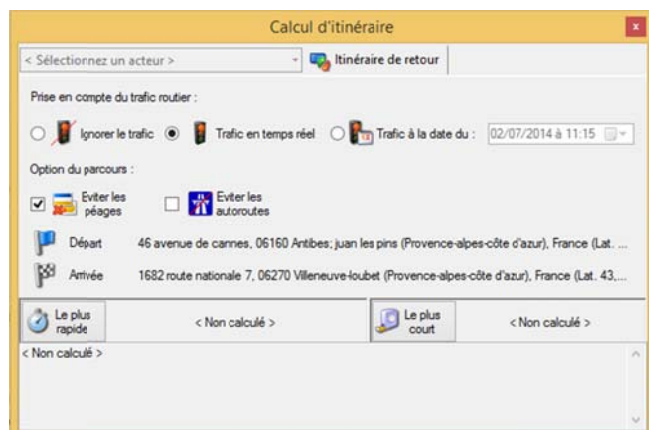 Calcul d'itinéraire
x
< Sélectionnez un acteur >
Itinéraire de retour
Prise en compte du trafic routier :
Ignorer le trafic
Trafic en temps réel
Trafic à la date du :
02/07/2014 à 11:15
Option du parcours :
Eviter les péages
Eviter les autoroutes
Départ
46 avenue de cannes, 06160 Antibes; juan les pins (Provence-alpes-côte d'azur), France (Lat. ...
Arrivée
1682 route nationale 7, 06270 Villeneuve-loubet (Provence-alpes-côte d'azur), France (Lat. 43,...
Le plus rapide
< Non calculé >
Le plus court
< Non calculé >
< Non calculé >